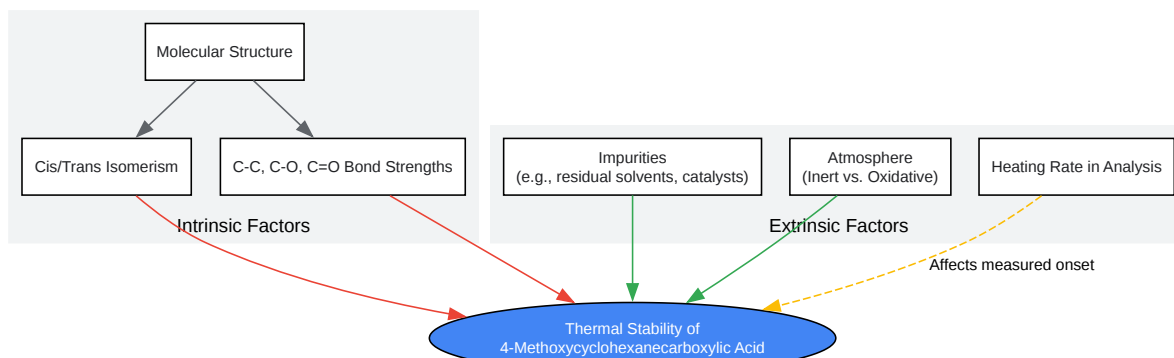 Molecular Structure
Cis/Trans Isomerism
C-C, C-O, C=O Bond Strengths
Intrinsic Factors
Impurities
(e.g., residual solvents, catalysts)
Atmosphere
(Inert vs. Oxidative)
Heating Rate in Analysis
Extrinsic Factors
Affects measured onset
Thermal Stability of
4-Methoxycyclohexanecarboxylic Acid